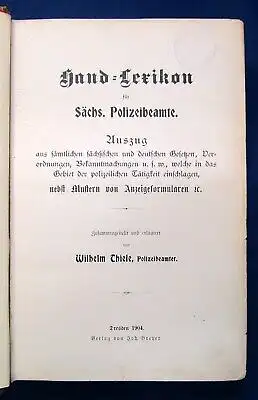 Hand-Lexikon
für
Sächs. Polizeibeamte.
Auszug
aus sämtlichen sächsischen und deutschen Gesetzen, Ver-
ordnungen, Bekanntmachungen u. s. w., welche in das
Gebiet der polizeilichen Tätigkeit einschlagen,
nebst Mustern von Anzeigeformularen ꝛc.
Zusammengestellt und erläutert
von
Wilhelm Thiele, Polizeibeamter.
Dresden 1904.
Verlag von Joh.